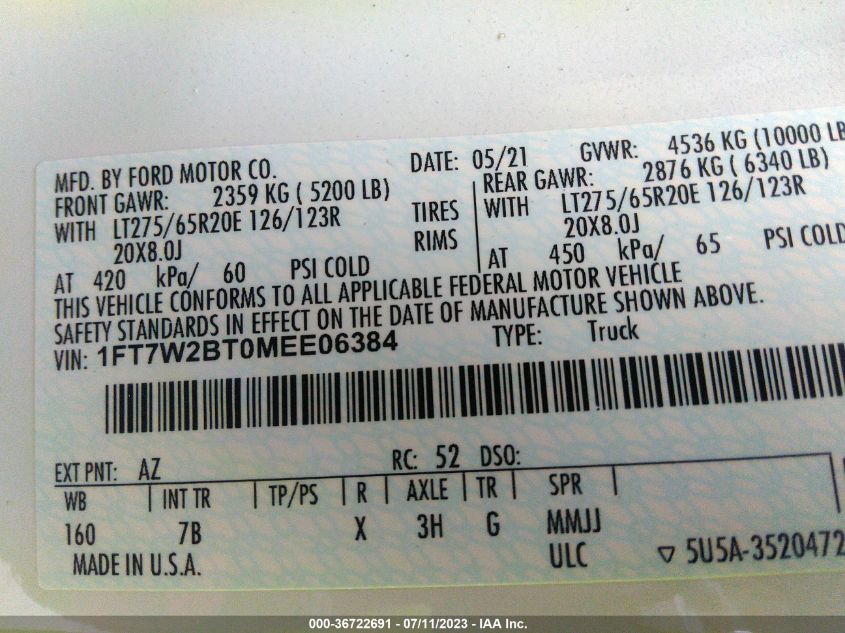 MFD. BY FORD MOTOR CO. DATE: 05/21 GVWR: 4536 KG (10000 LB
FRONT GAWR: 2359 KG ( 5200 LB) REAR GAWR: 2876 KG ( 6340 LB)
WITH LT275/65R20E 126/123R TIRES WITH LT275/65R20E 126/123R
20X8.0J RIMS 20X8.0J
AT 420 kPa/ 60 PSI COLD AT 450 kPa/ 65 PSI COLD
THIS VEHICLE CONFORMS TO ALL APPLICABLE FEDERAL MOTOR VEHICLE
SAFETY STANDARDS IN EFFECT ON THE DATE OF MANUFACTURE SHOWN ABOVE.
VIN: 1FT7W2BT0MEE06384 TYPE: Truck
EXT PNT: AZ RC: 52 DSO:
WB INT TR TP/PS R AXLE TR SPR
160 7B X 3H G MMJJ
MADE IN U.S.A. ULC ▽ 5U5A-3520472
000-36722691 - 07/11/2023 - IAA Inc.